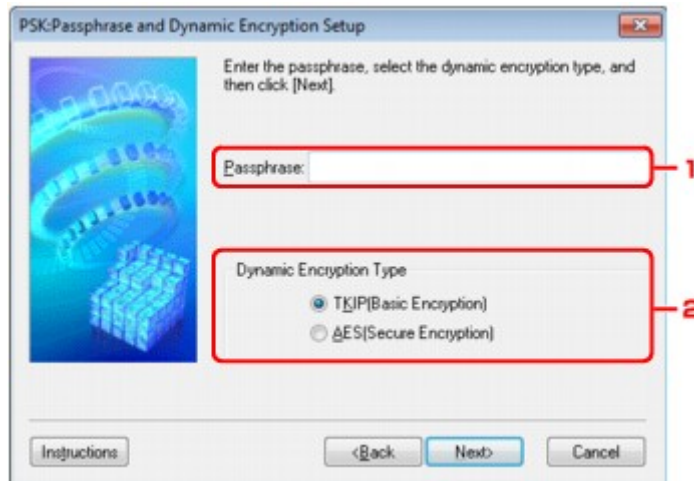 PSK:Passphrase and Dynamic Encryption Setup
Enter the passphrase, select the dynamic encryption type, and
then click [Next].
Passphrase:
1
Dynamic Encryption Type
TKIP(Basic Encryption)
AES(Secure Encryption)
2
Instructions
<Back
Next>
Cancel